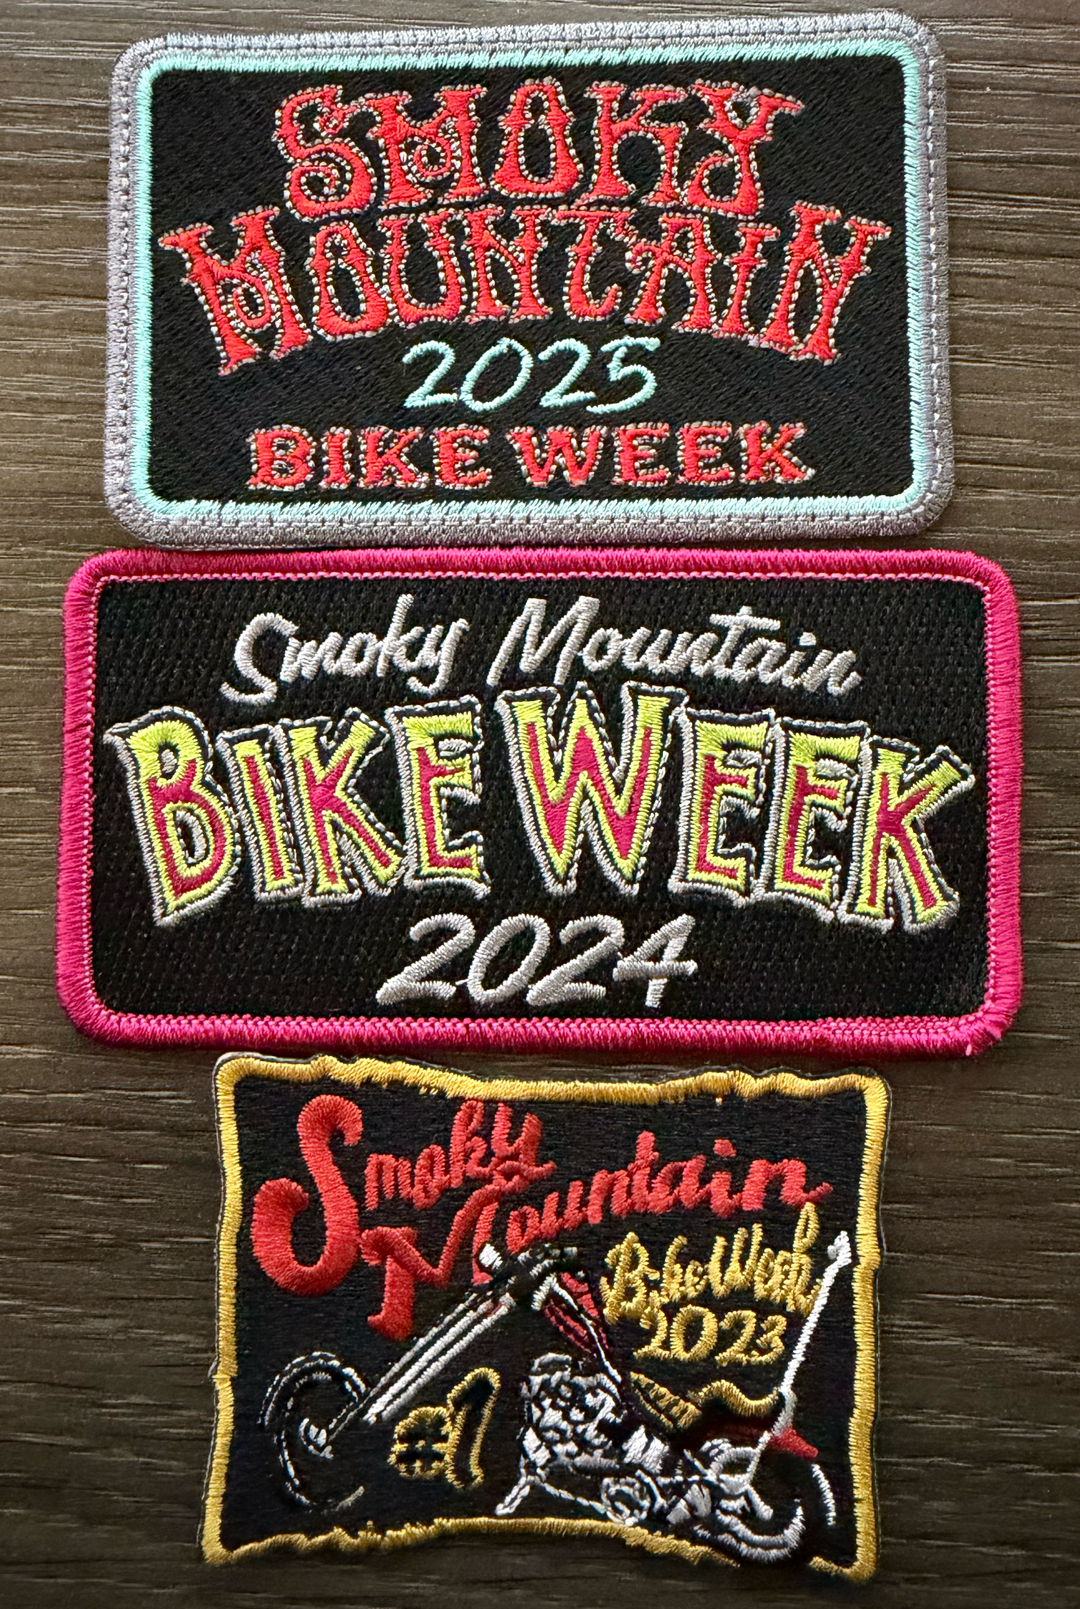 SMOKY
MOUNTAIN
2025
BIKE WEEK
Smoky Mountain
BIKE WEEK
2024
Smoky
Mountain
Bike Week
2023
#1